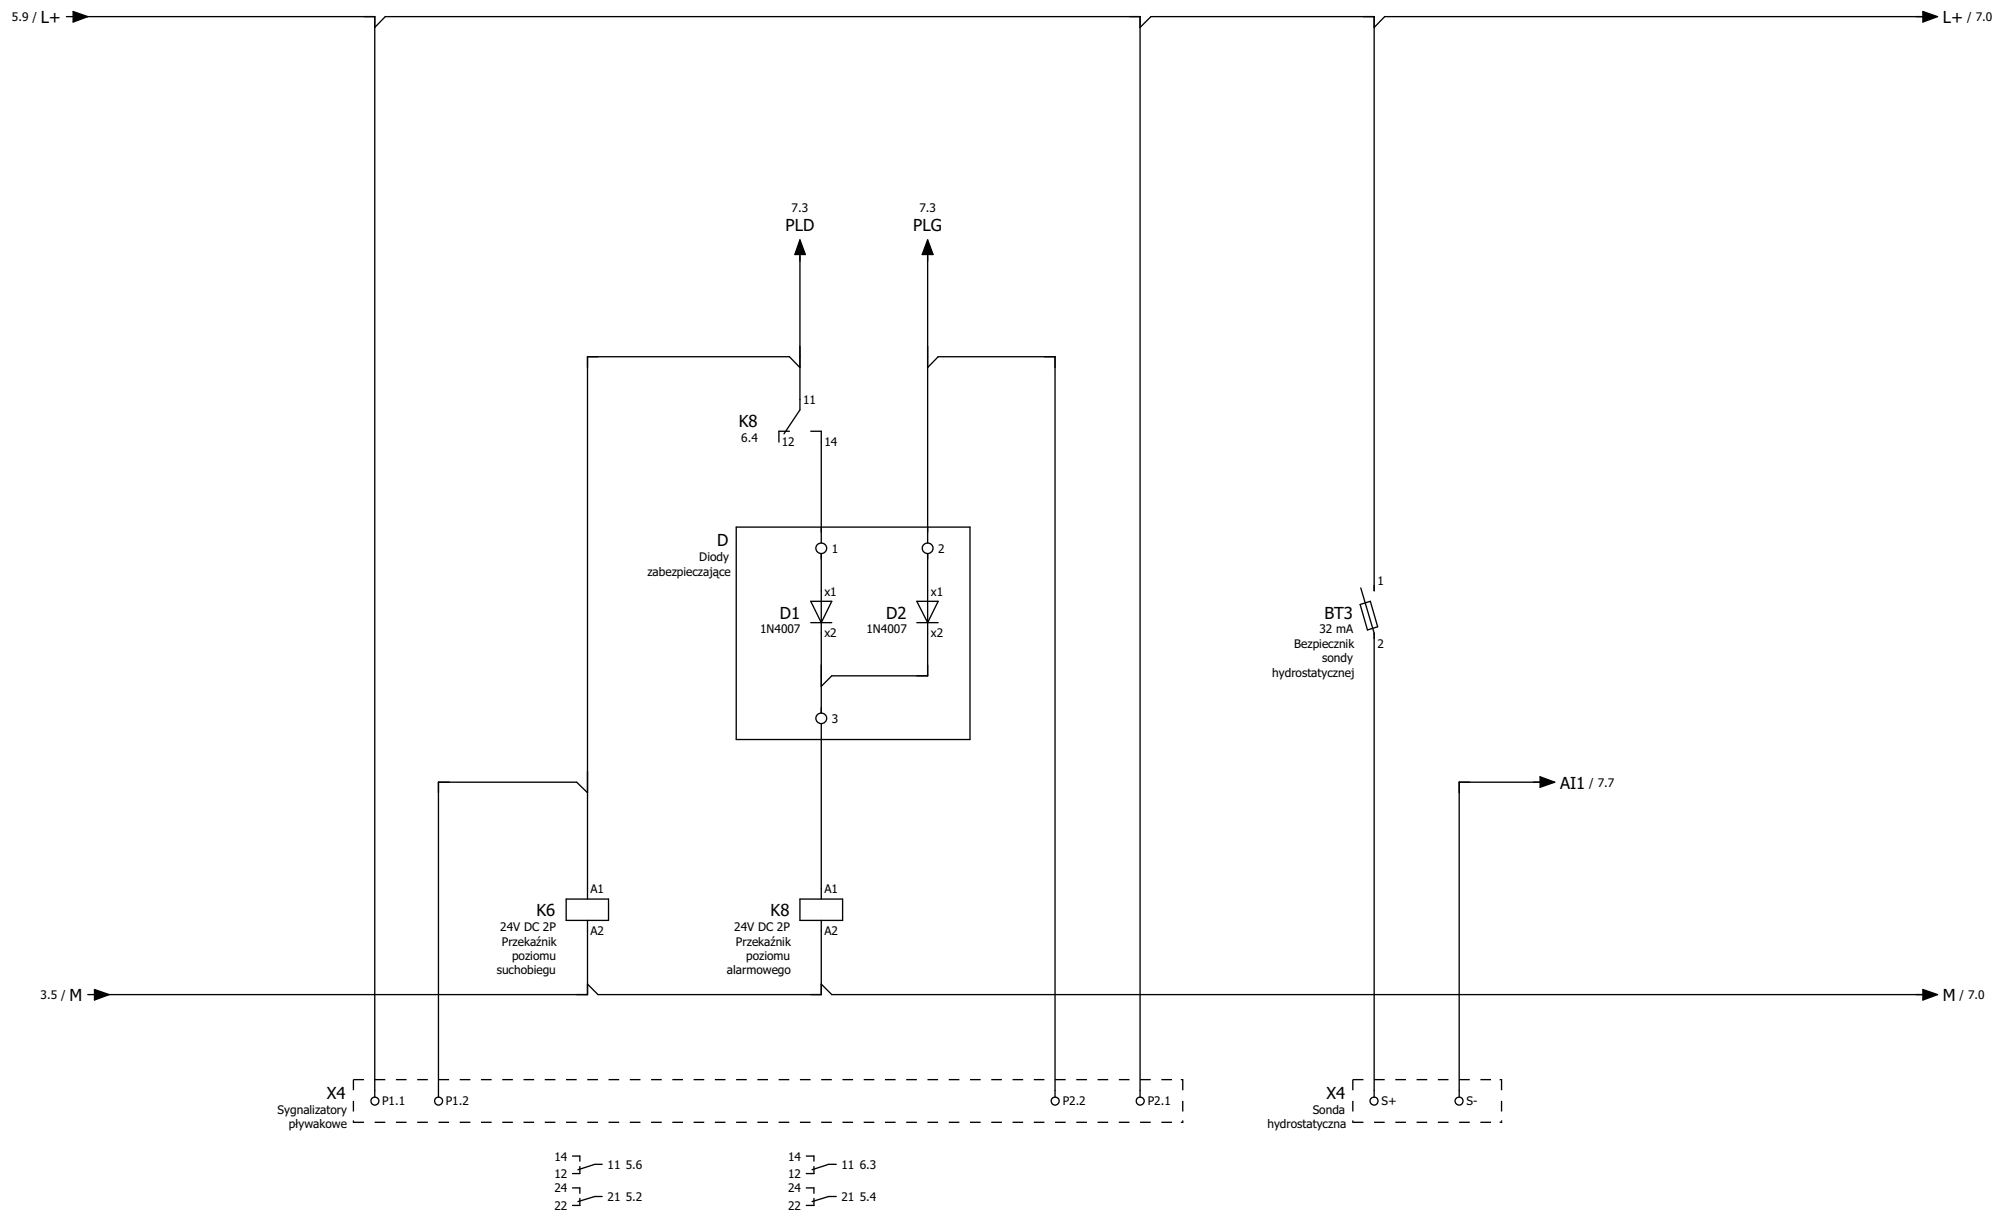 5.9 / L+
L+ / 7.0
7.3
PLD
7.3
PLG
11
K8
6.4
12
14
D
Diody
zabezpieczające
1
2
x1
x1
D1
1N4007
D2
1N4007
x2
x2
3
1
BT3
32 mA
Bezpiecznik
sondy
hydrostatycznej
2
AI1 / 7.7
A1
K6
24V DC 2P
Przekaźnik
poziomu
suchobiegu
A2
A1
K8
24V DC 2P
Przekaźnik
poziomu
alarmowego
A2
3.5 / M
M / 7.0
X4
Sygnalizatory
pływakowe
P1.1
P1.2
P2.2
P2.1
X4
Sonda
hydrostatyczna
S+
S-
14
12
11 5.6
24
22
21 5.2
14
12
11 6.3
24
22
21 5.4